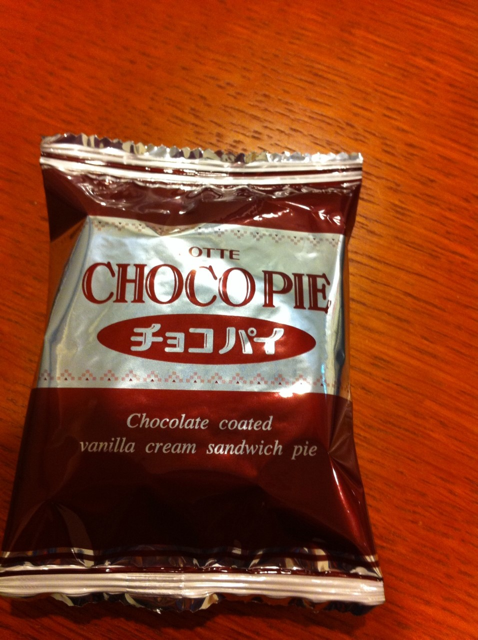 OTTE
CHOCO PIE
チョコパイ
Chocolate coated
vanilla cream sandwich pie